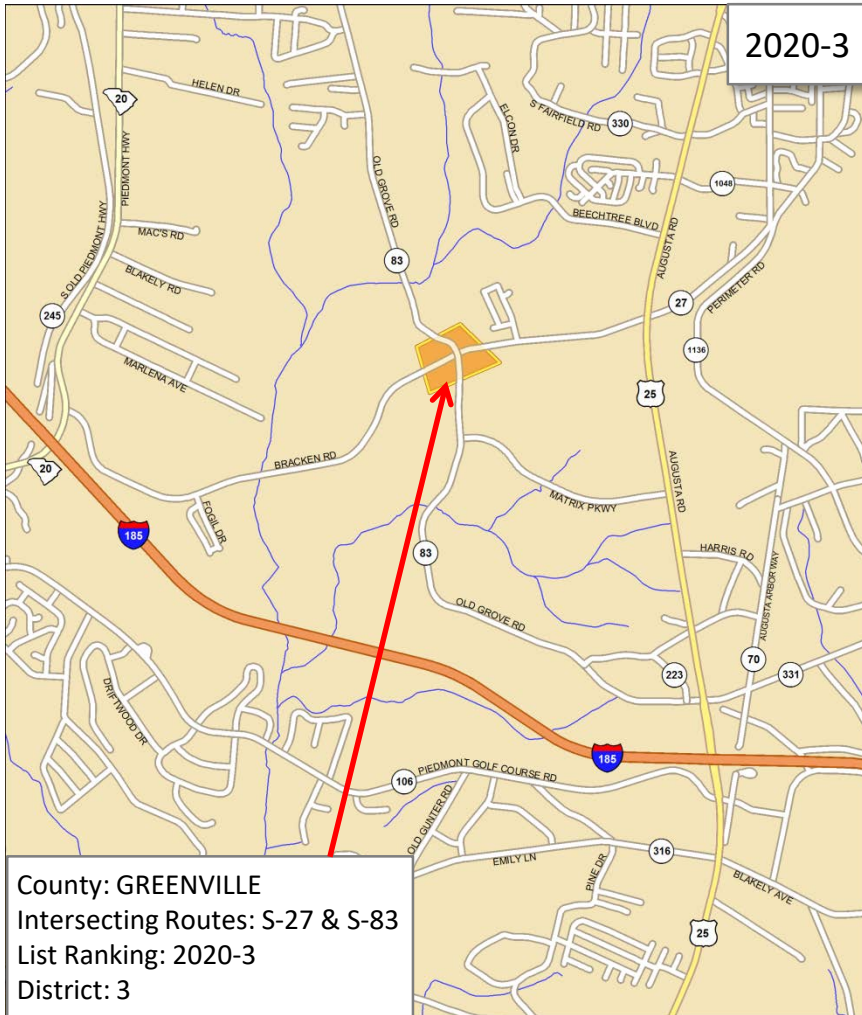 2020-3
20
HELEN DR
PIEDMONT HWY
S OLD PIEDMONT HWY
OLD GROVE RD
ELCON DR
S FAIRFIELD RD
330
1048
BEECHTREE BLVD
AUGUSTA RD
MAC'S RD
83
BLAKELY RD
27
PERIMETER RD
245
1136
MARLENA AVE
25
BRACKEN RD
20
AUGUSTA RD
MATRIX PKWY
FOGIL DR
185
83
HARRIS RD
OLD GROVE RD
AUGUSTA ARBOR WAY
70
223
331
DRIFTWOOD DR
185
106
PIEDMONT GOLF COURSE RD
OLD GUNTER RD
EMILY LN
316
PINE DR
BLAKELY AVE
25
County: GREENVILLE
Intersecting Routes: S-27 & S-83
List Ranking: 2020-3
District: 3